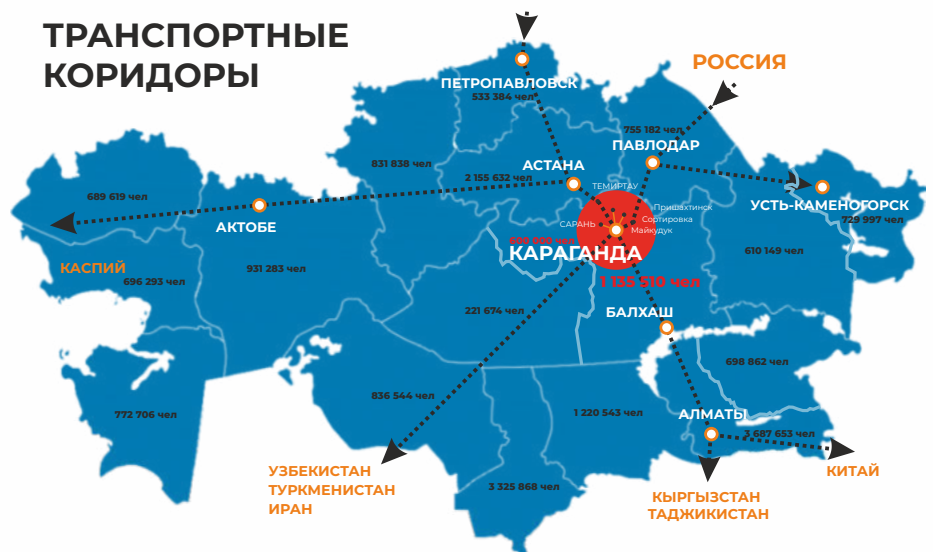 ТРАНСПОРТНЫЕ
КОРИДОРЫ
РОССИЯ
ПЕТРОПАВЛОВСК
533 384 чел
755 182 чел
ПАВЛОДАР
831 838 чел
АСТАНА
2 155 632 чел
ТЕМИРТАУ
689 619 чел
УСТЬ-КАМЕНОГОРСК
729 997 чел
Пришахтинск
Сортировка
Майкудук
САРАНЬ
АКТОБЕ
КАРАГАНДА
610 149 чел
КАСПИЙ
696 293 чел
931 283 чел
1 135 510 чел
221 674 чел
БАЛХАШ
698 862 чел
836 544 чел
772 706 чел
1 220 543 чел
АЛМАТЫ
3 687 653 чел
УЗБЕКИСТАН
ТУРКМЕНИСТАН
ИРАН
КИТАЙ
3 325 868 чел
КЫРГЫЗСТАН
ТАДЖИКИСТАН